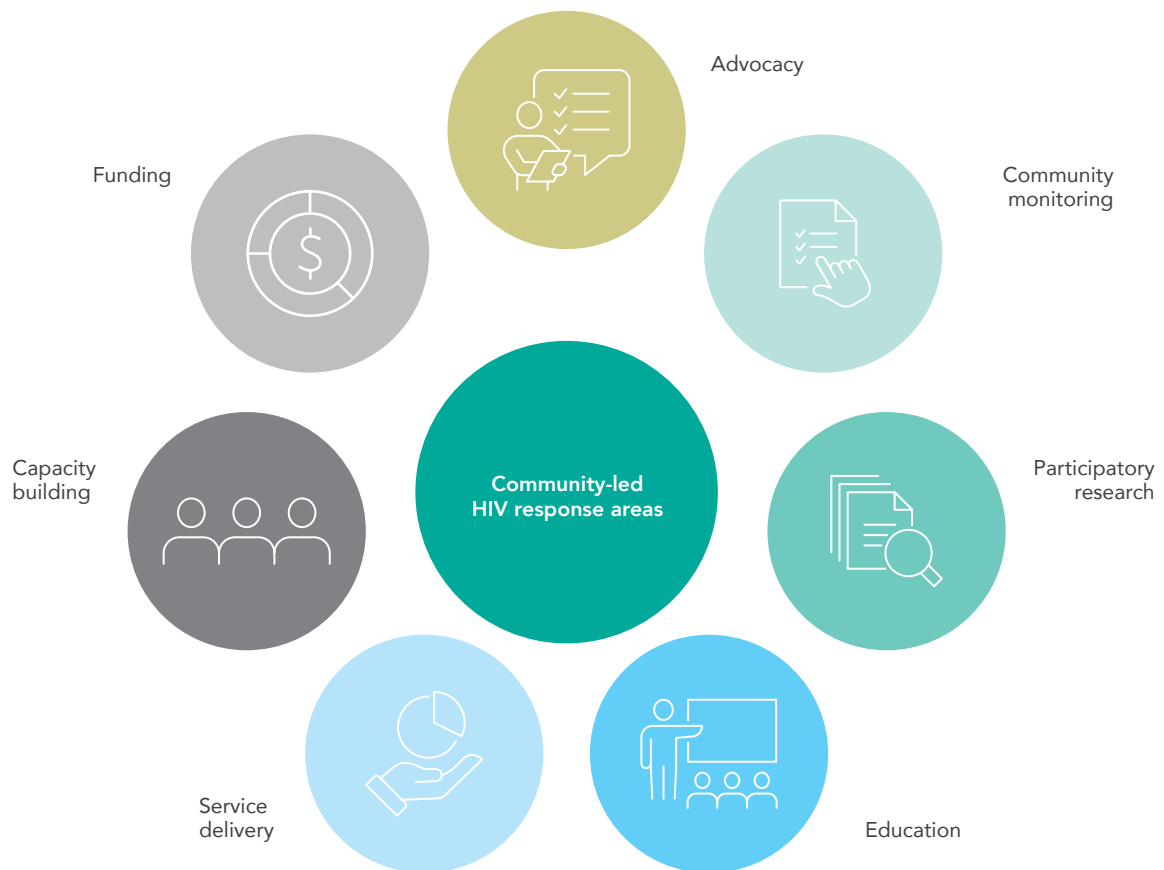 Advocacy
Funding
Community
monitoring
$
Capacity
building
Community-led
HIV response areas
Participatory
research
Service
delivery
Education